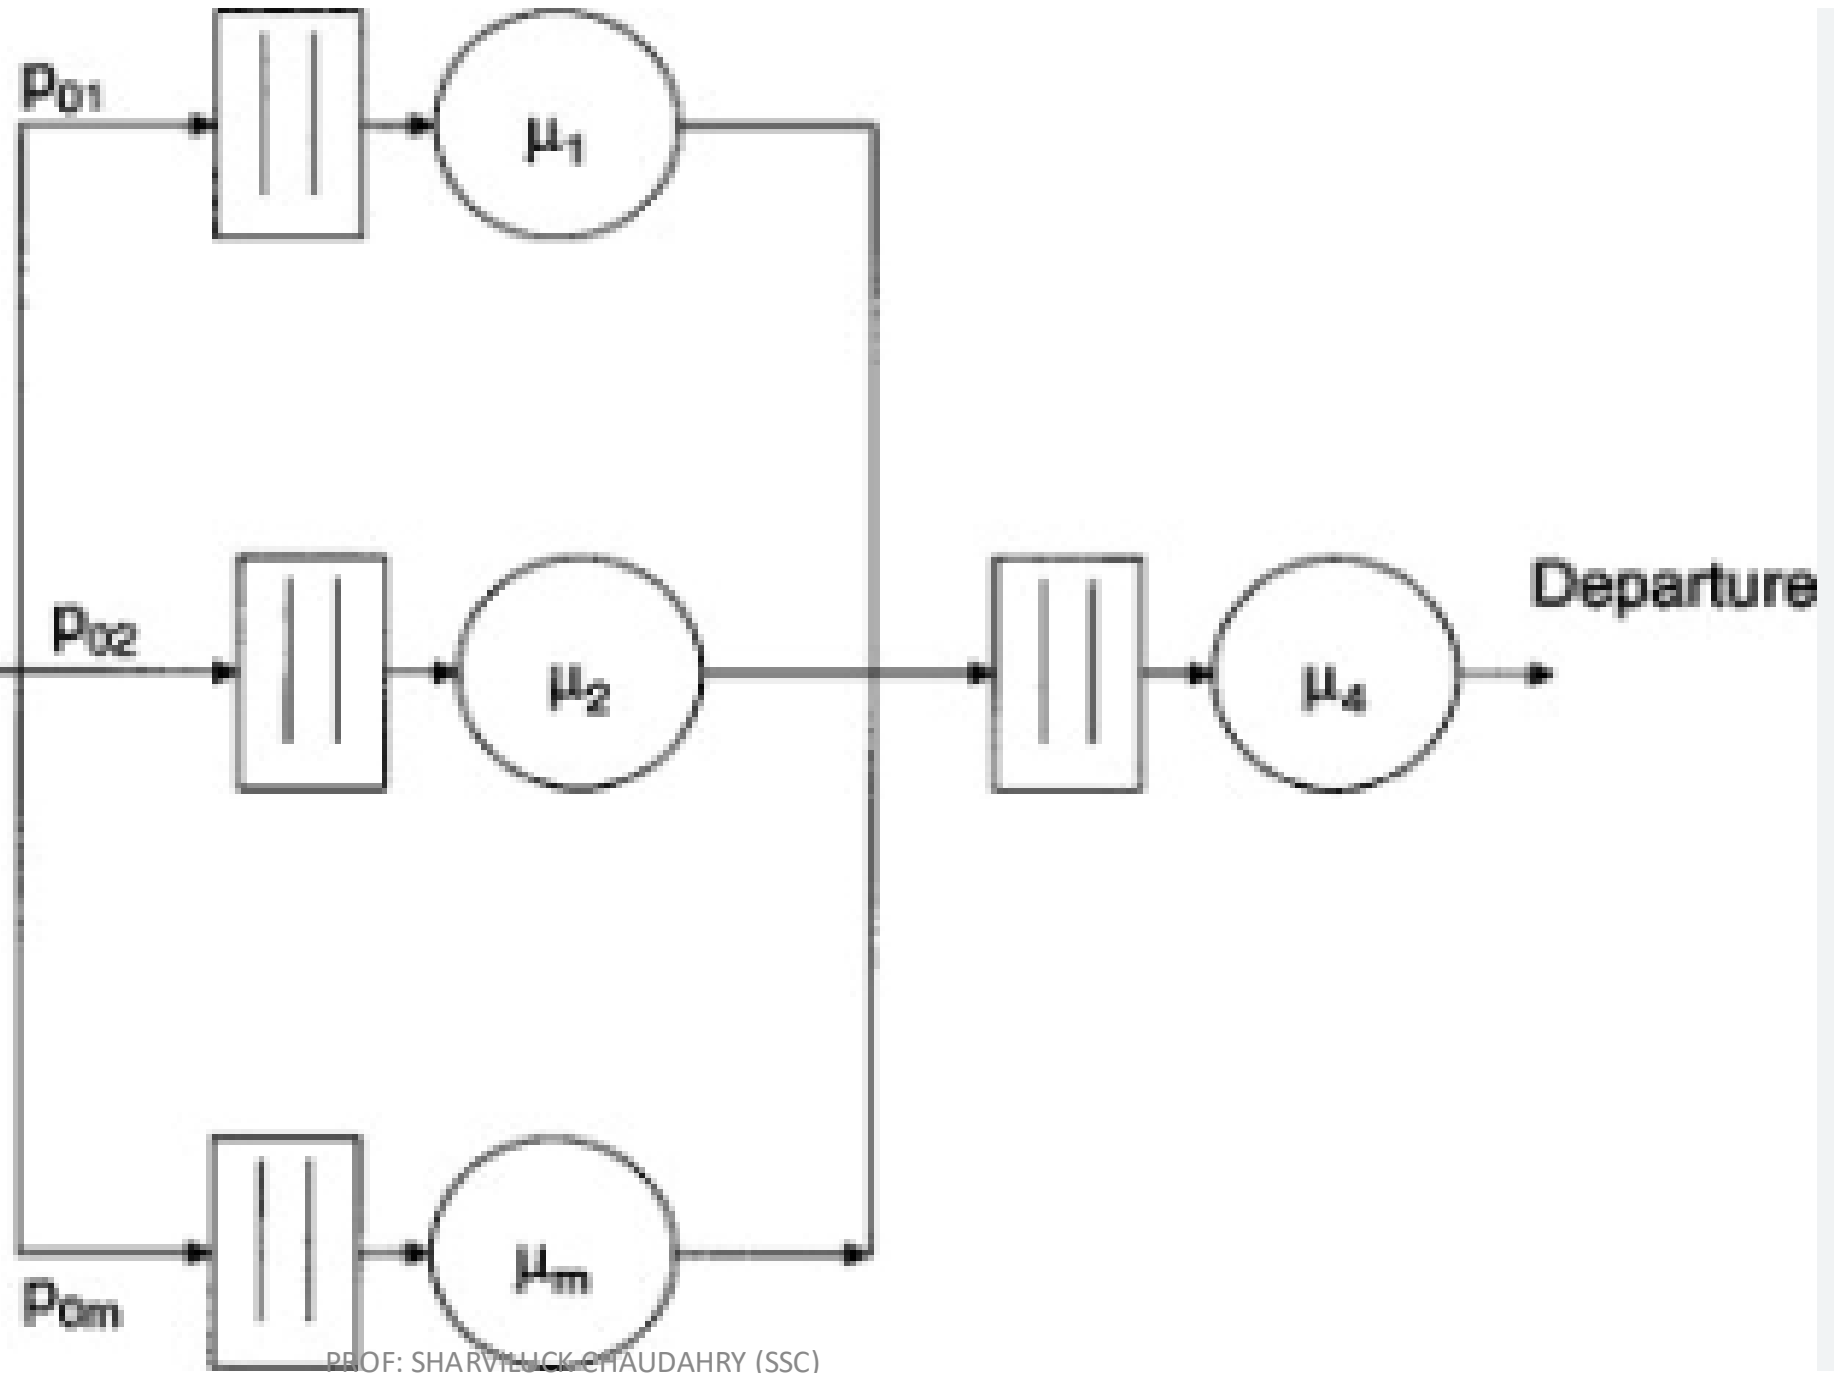 p01
μ1
p02
μ2
μ4
Departure
μm
p0m
PROF: SHARVILUCK CHAUDAHRY (SSC)